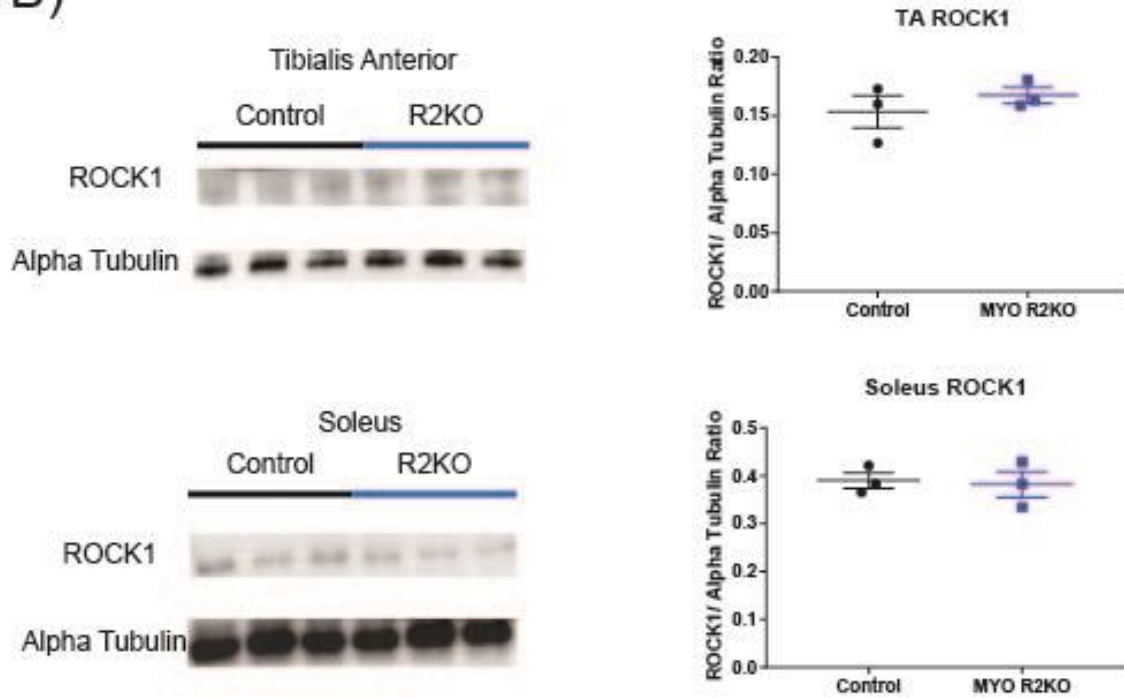 B)
Tibialis Anterior
Control R2KO
ROCK1
Alpha Tubulin
TA ROCK1
ROCK1/ Alpha Tubulin Ratio
0.20
0.15
0.10
0.05
0.00
Control MYO R2KO
Soleus
Control R2KO
ROCK1
Alpha Tubulin
Soleus ROCK1
ROCK1/ Alpha Tubulin Ratio
0.5
0.4
0.3
0.2
0.1
0.0
Control MYO R2KO